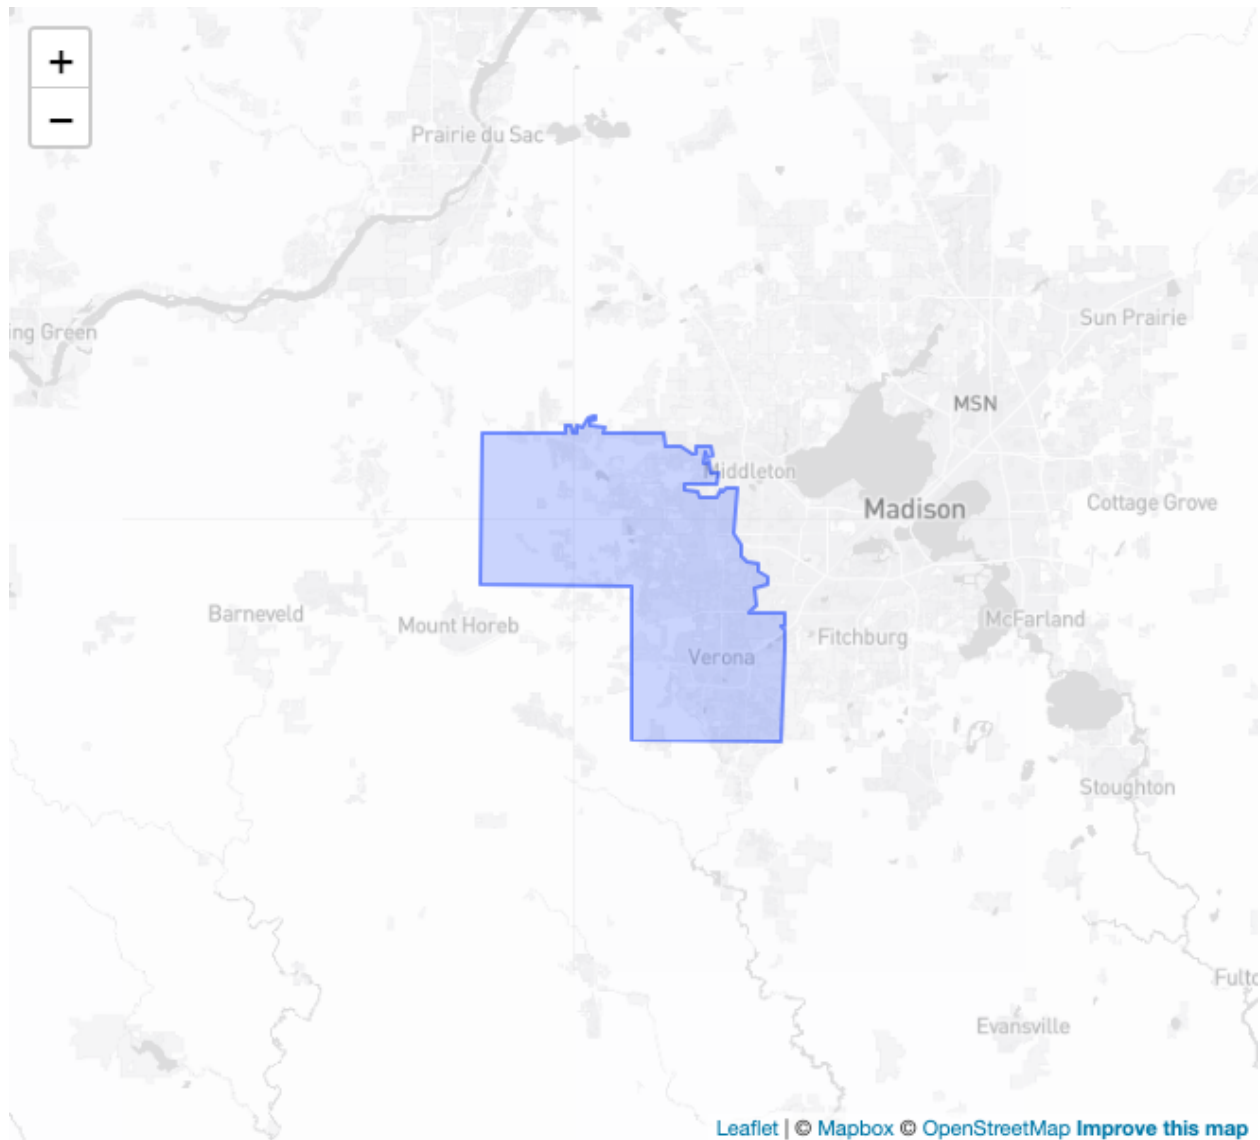 +
−
Prairie du Sac
ing Green
Sun Prairie
MSN
Middleton
Madison
Cottage Grove
Barneveld
Mount Horeb
McFarland
Fitchburg
Verona
Stoughton
Fulto
Evansville
Leaflet | © Mapbox © OpenStreetMap Improve this map